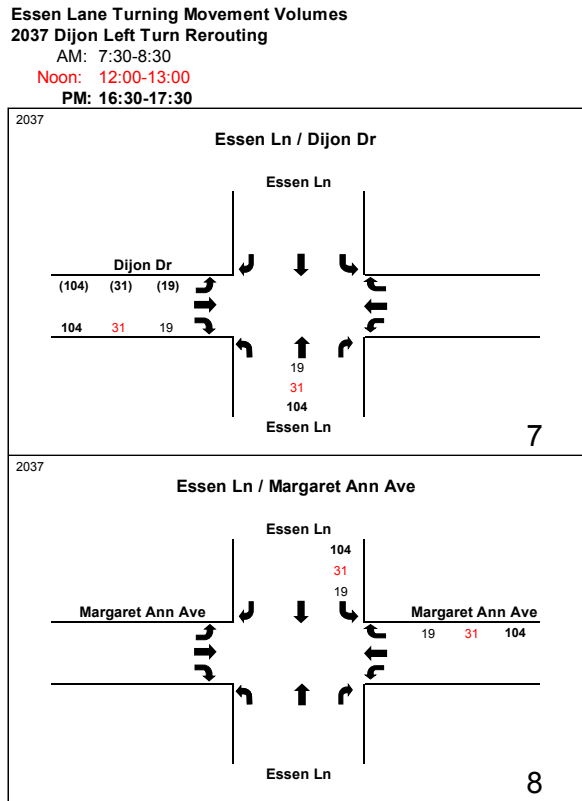 Essen Lane Turning Movement Volumes
2037 Dijon Left Turn Rerouting
AM: 7:30-8:30
Noon: 12:00-13:00
PM: 16:30-17:30
2037
Essen Ln / Dijon Dr
Essen Ln
Dijon Dr
(104) (31) (19)
104 31 19
19
31
104
Essen Ln
7
2037
Essen Ln / Margaret Ann Ave
Essen Ln
104
31
19
Margaret Ann Ave Margaret Ann Ave
19 31 104
Essen Ln
8